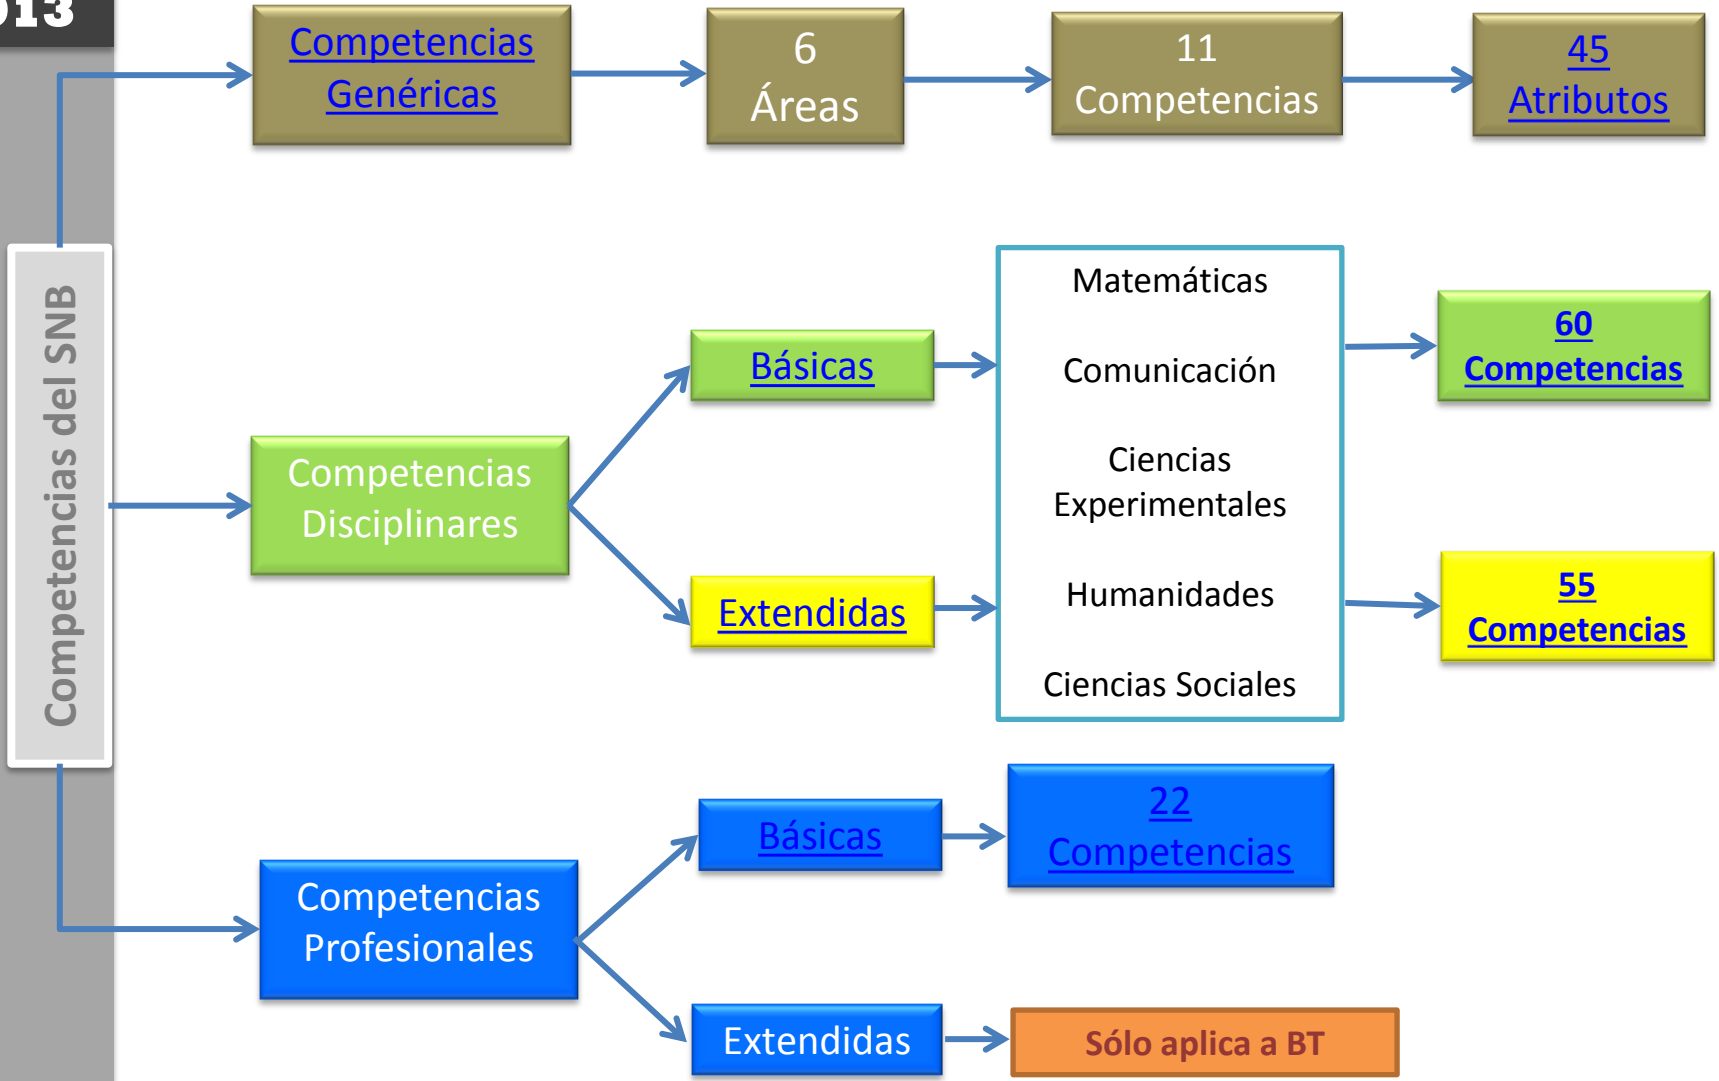 013
Competencias
Genéricas
6
Áreas
11
Competencias
45
Atributos
Competencias del SNB
Competencias
Disciplinares
Básicas
Extendidas
Matemáticas
Comunicación
Ciencias
Experimentales
Humanidades
Ciencias Sociales
60
Competencias
55
Competencias
Competencias
Profesionales
Básicas
22
Competencias
Extendidas
Sólo aplica a BT